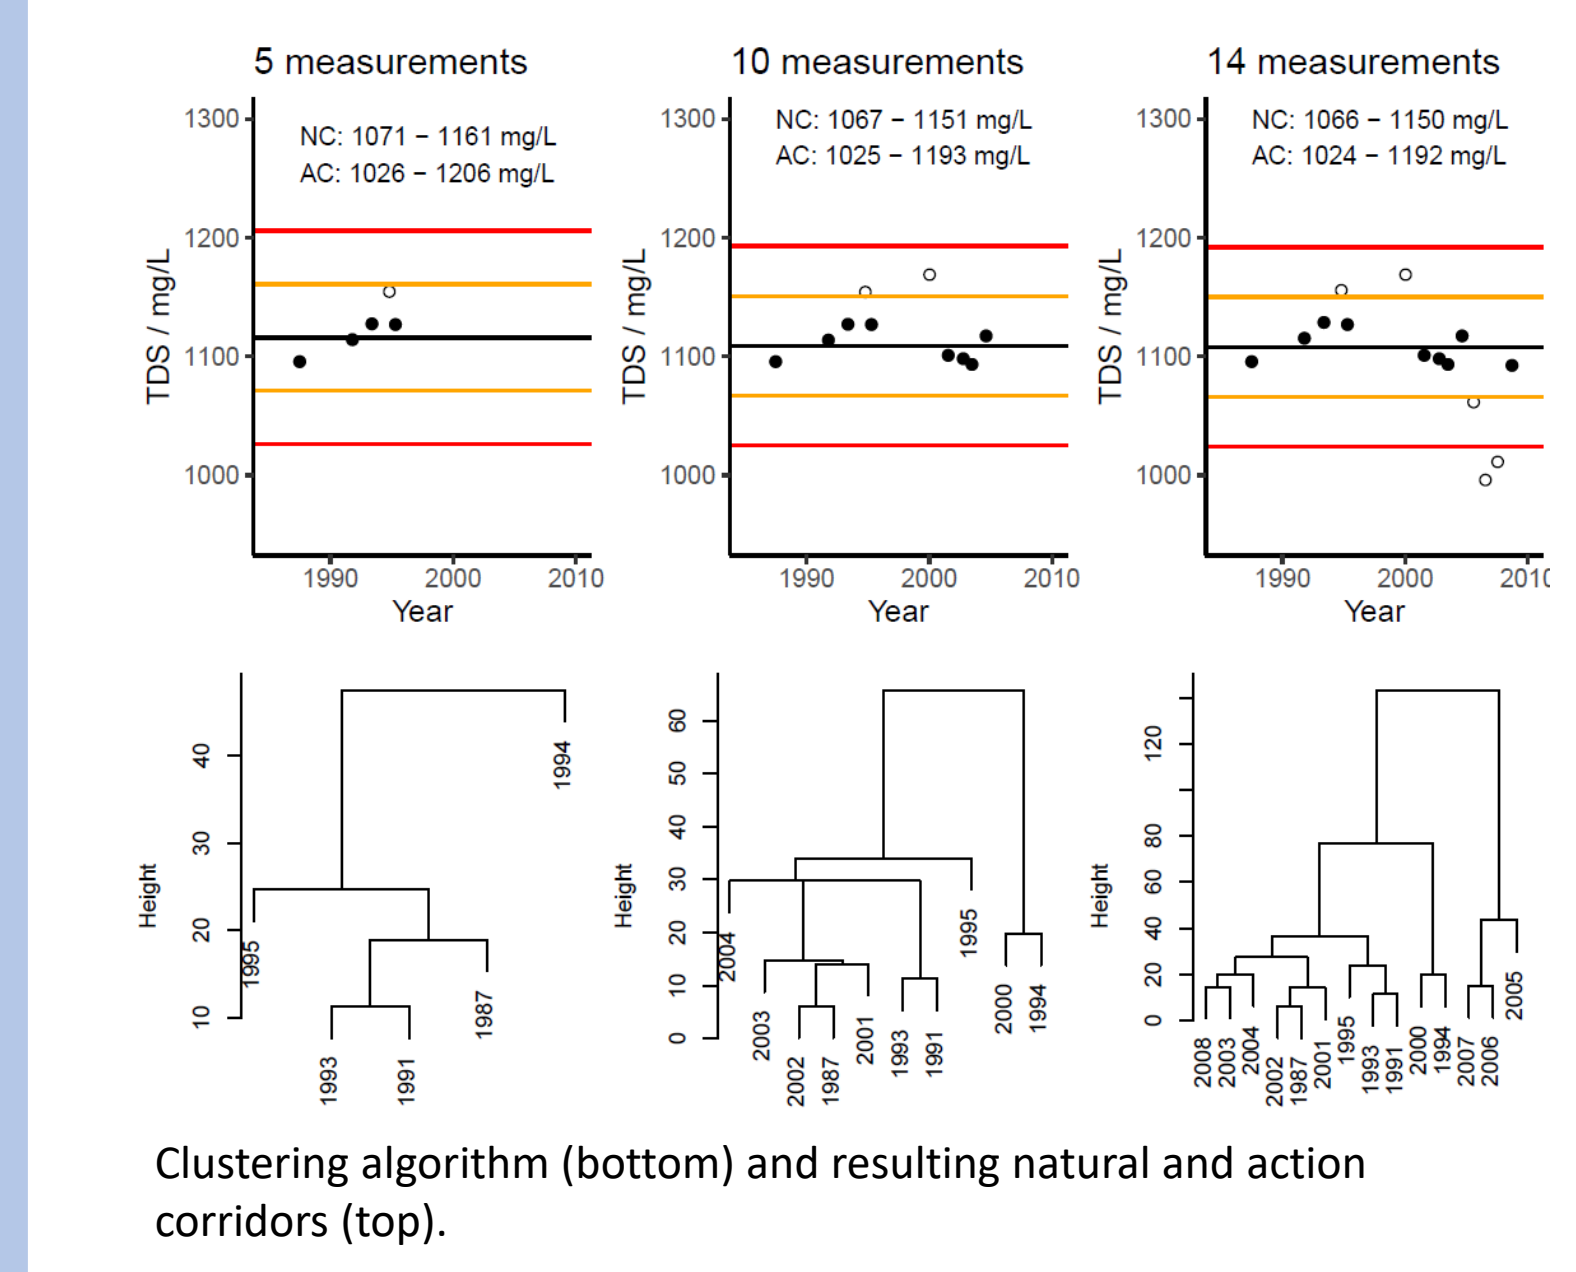 5 measurements
NC: 1071 − 1161 mg/L
AC: 1026 − 1206 mg/L
1300
1200
1100
1000
TDS / mg/L
1990 2000 2010
Year
10 measurements
NC: 1067 − 1151 mg/L
AC: 1025 − 1193 mg/L
1300
1200
1100
1000
TDS / mg/L
1990 2000 2010
Year
14 measurements
NC: 1066 − 1150 mg/L
AC: 1024 − 1192 mg/L
1300
1200
1100
1000
TDS / mg/L
1990 2000 2010
Year
Height
40
30
20
10
1995
1993
1991
1987
1994
Height
60
50
40
30
20
10
0
2004
2003
2002
1987
2001
1993
1991
1995
2000
1994
Height
120
80
60
40
20
0
2008
2003
2004
2002
1987
2001
1995
1993
1991
2000
1994
2007
2006
2005
Clustering algorithm (bottom) and resulting natural and action
corridors (top).